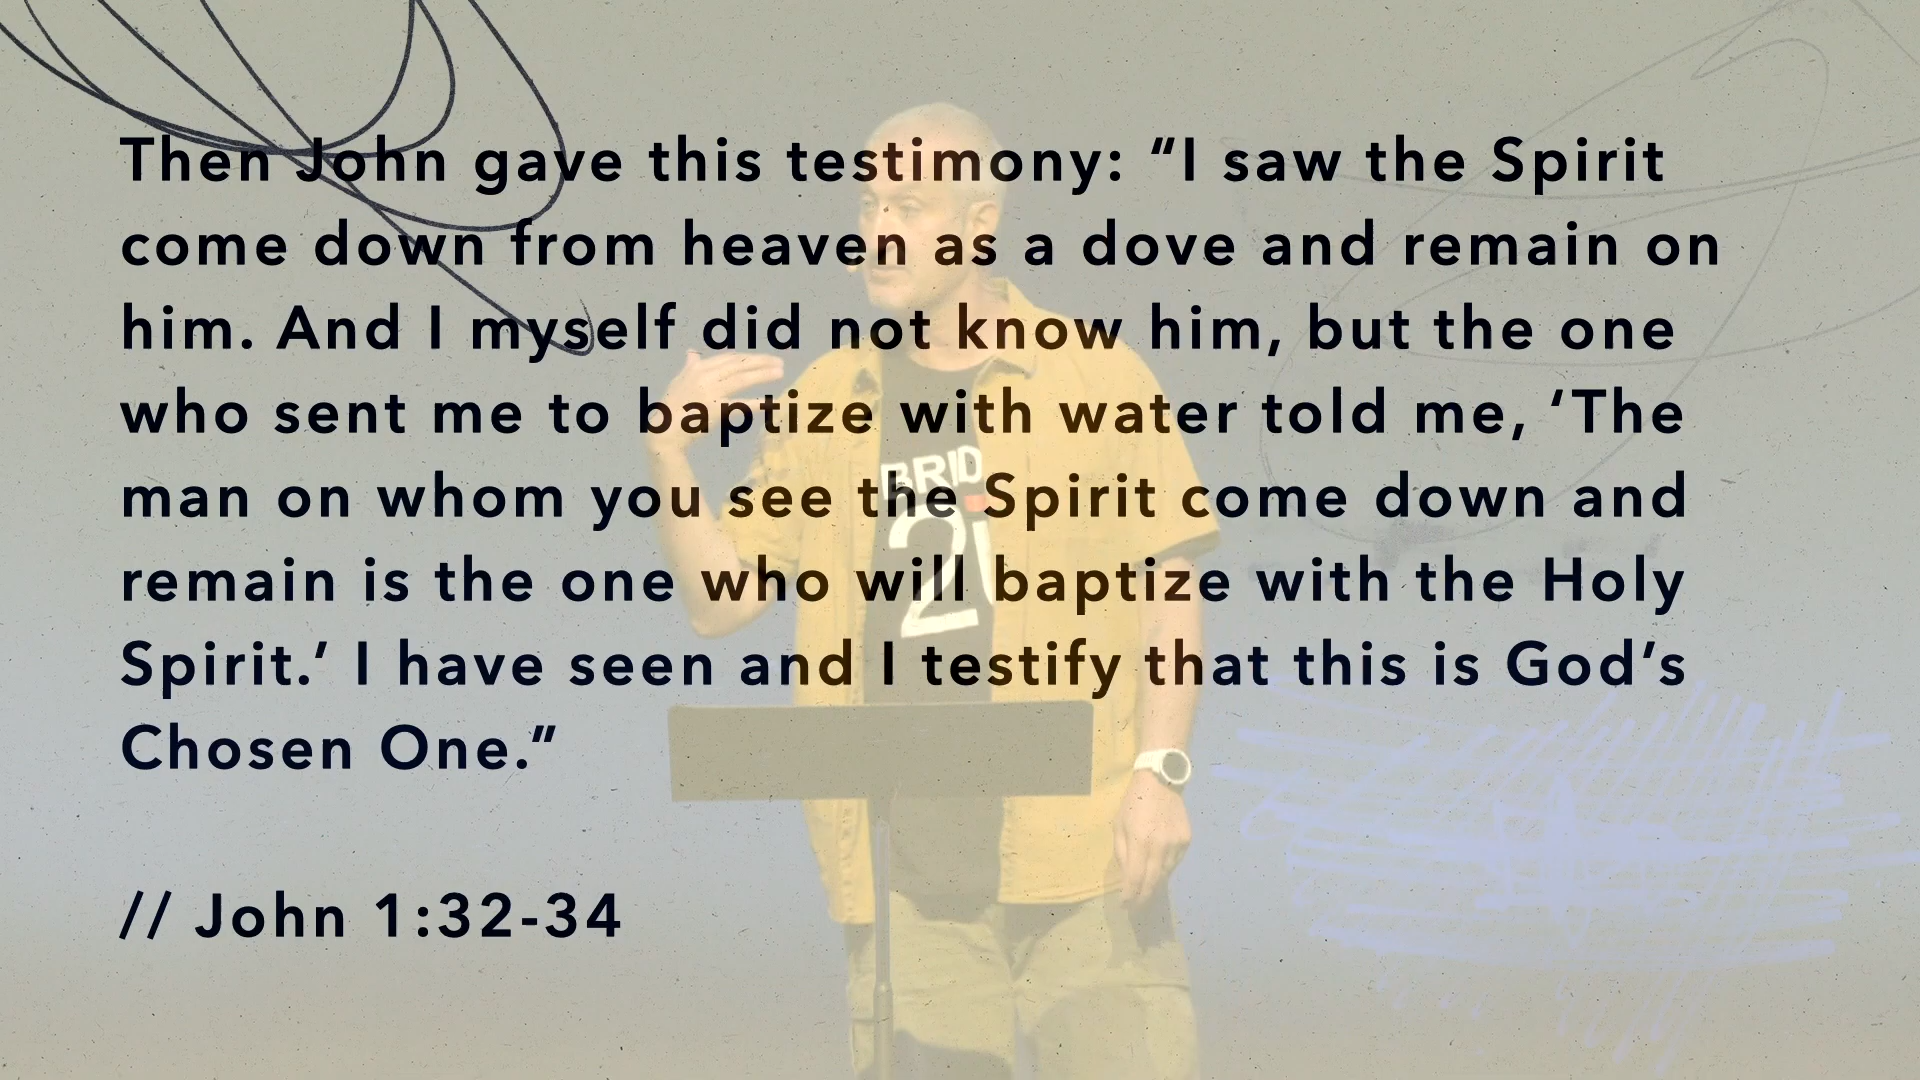 Then John gave this testimony: “I saw the Spirit
come down from heaven as a dove and remain on
him. And I myself did not know him, but the one
who sent me to baptize with water told me, ‘The
man on whom you see the Spirit come down and
remain is the one who will baptize with the Holy
Spirit.’ I have seen and I testify that this is God’s
Chosen One.”
// John 1:32-34
BRID